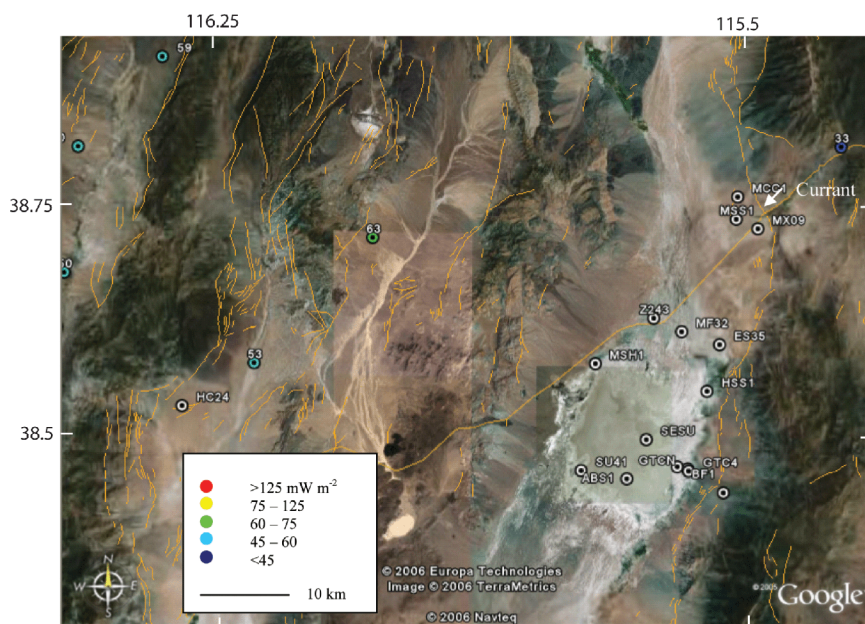 116.25
115.5
59
33
MCC1
Currant
38.75
MSS1
MX09
63
Z243
MF32
ES35
53
MSH1
HSS1
HC24
38.5
SESU
GTCN
GTC4
SU41
BF1
ABS1
>125 mW m⁻²
75 – 125
60 – 75
45 – 60
<45
10 km
N
W
E
S
© 2006 Europa Technologies
Image © 2006 TerraMetrics
© 2006 Navteq
© 2005
Google